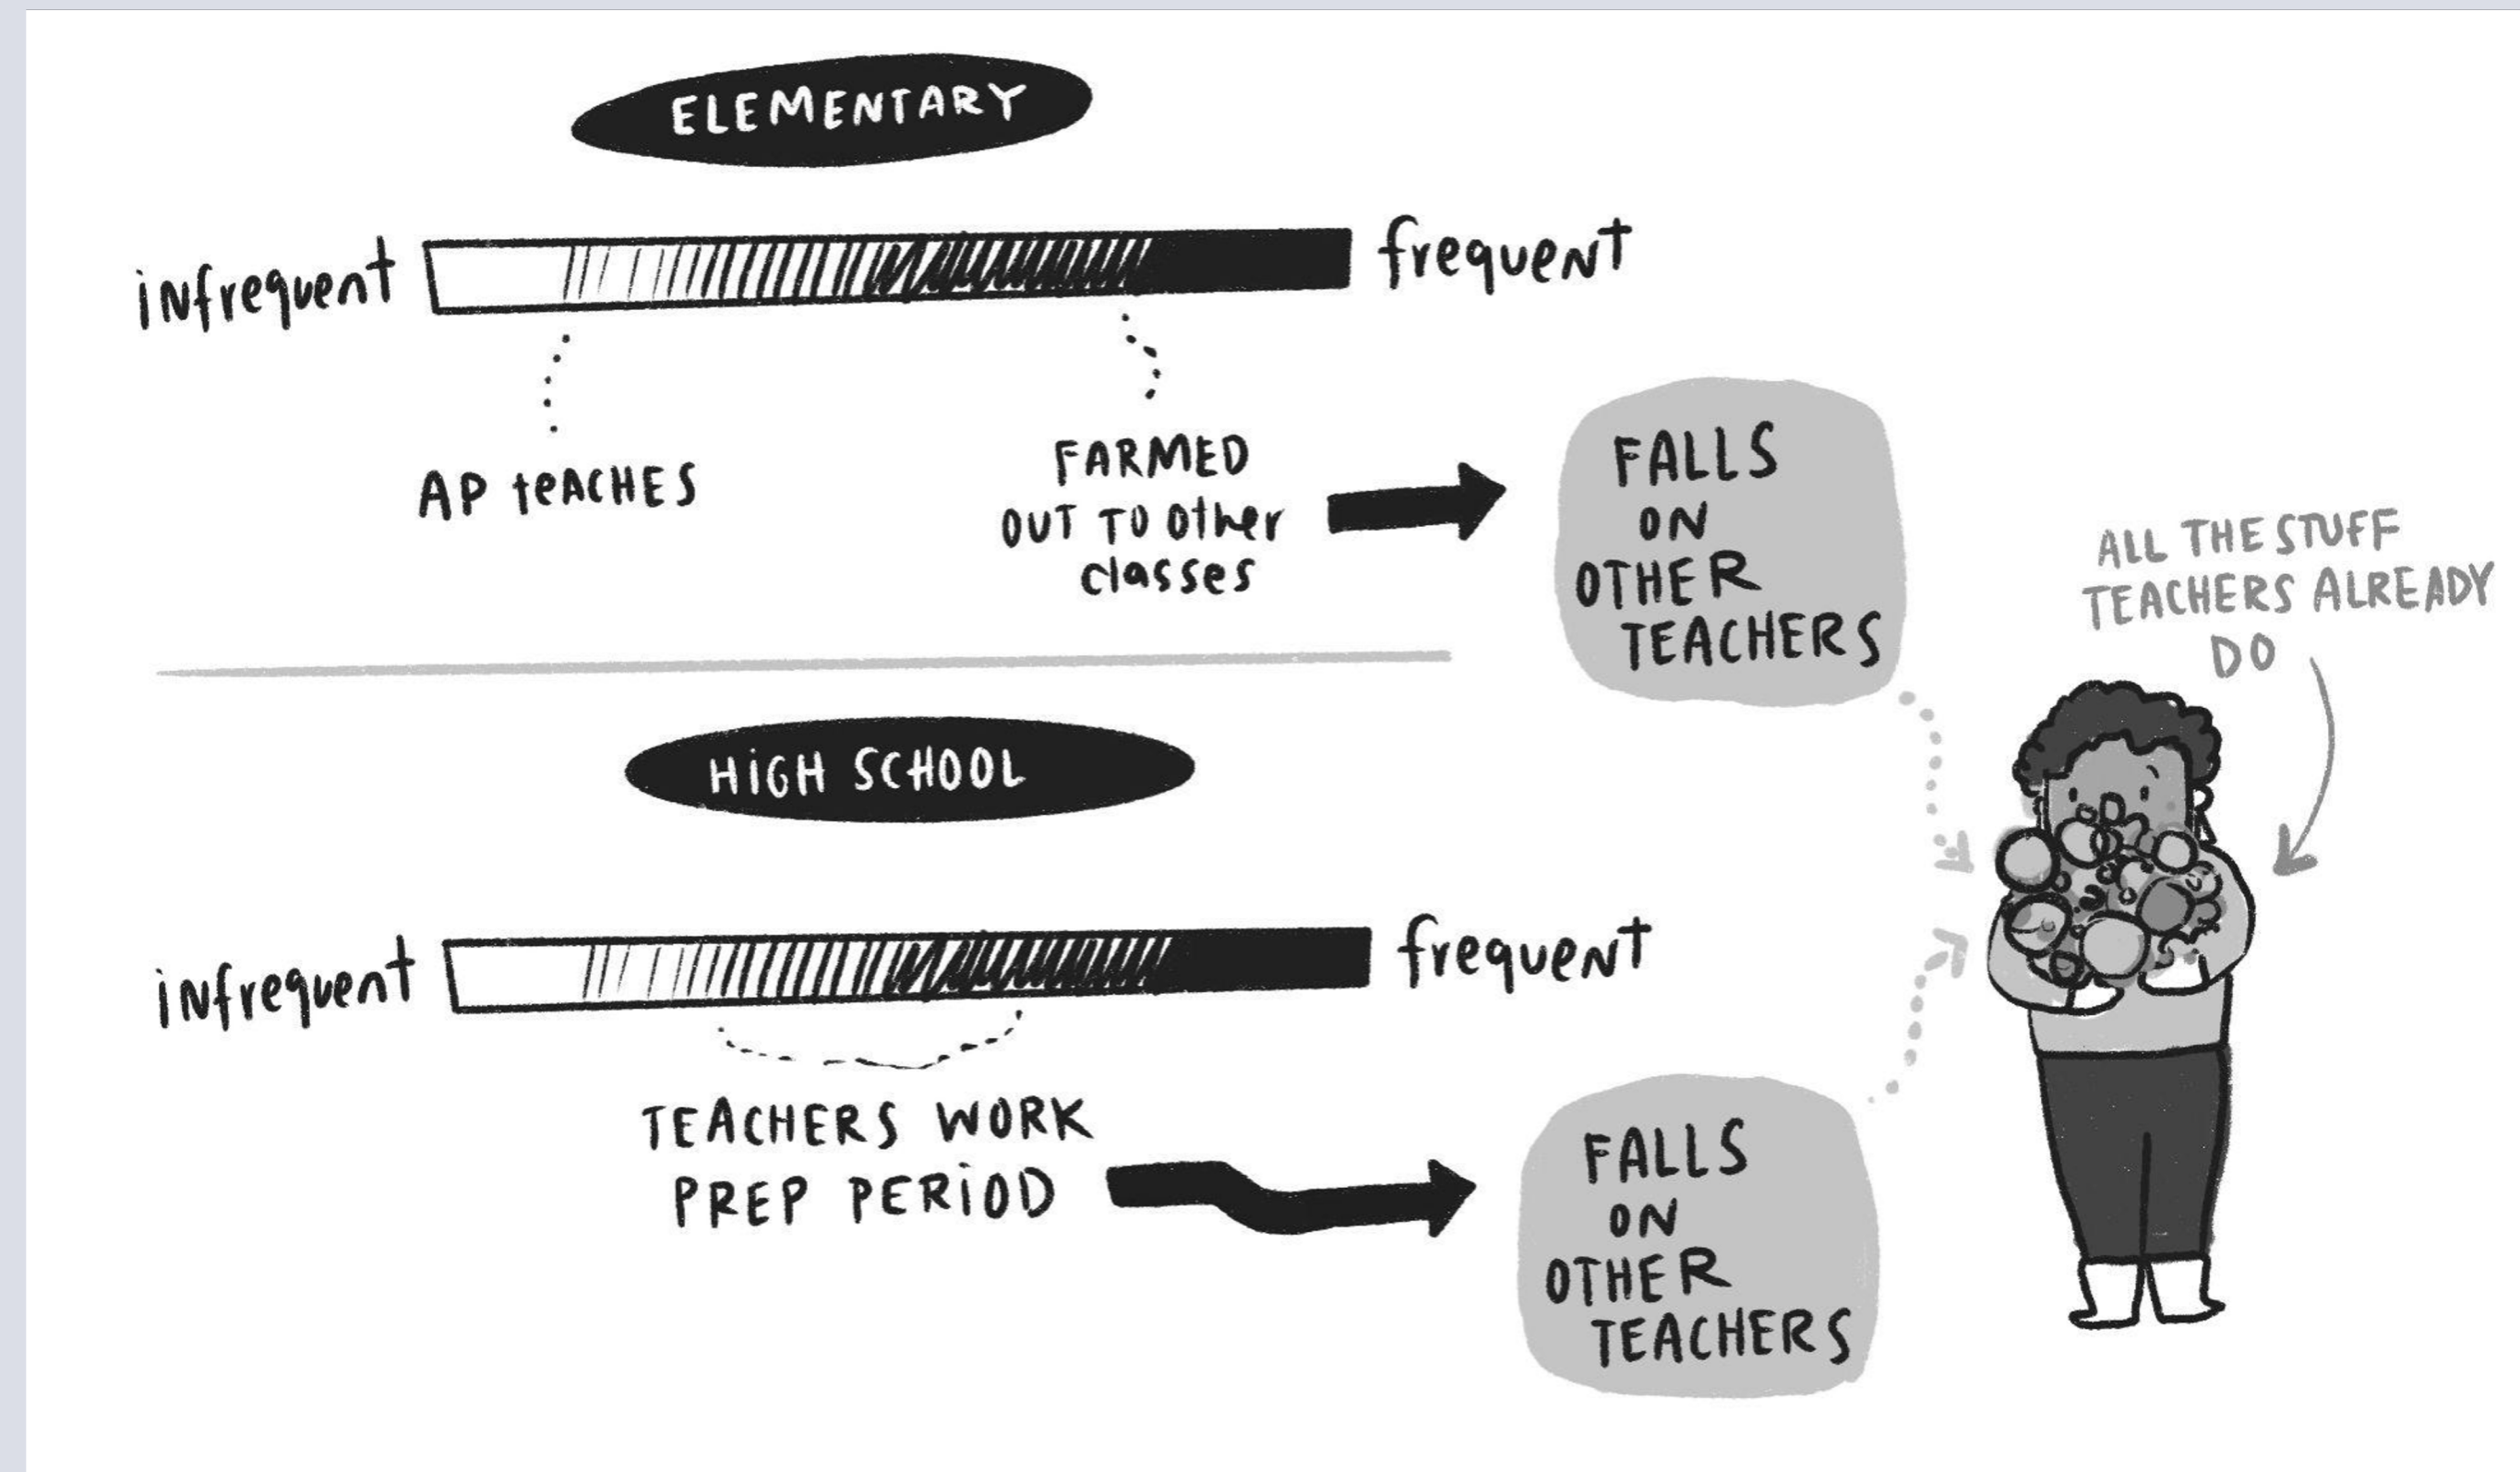 ELEMENTARY
infrequent
frequent
AP teACHES
FARMED
OUT TO other
classes
FALLS
ON
OTHER
TEACHERS
ALL THE STUFF
TEACHERS ALREADY
DO
HiGH SCHOOL
infrequent
frequent
TEACHERS WORK
PREP PERiOD
FALLS
ON
OTHER
TEACHERS